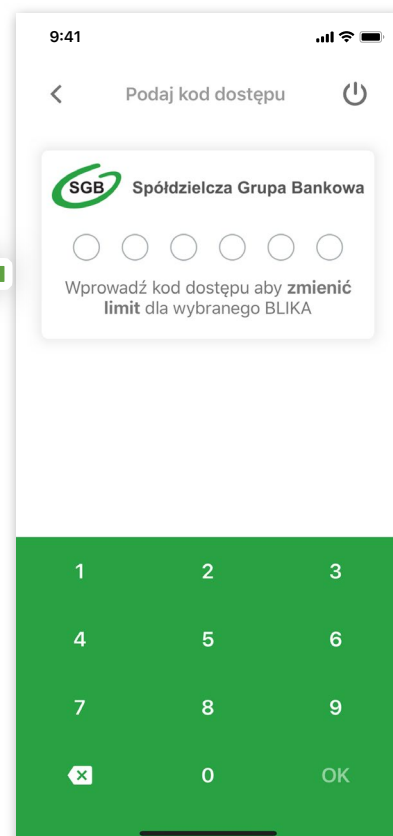 9:41
Podaj kod dostępu
SGB Spółdzielcza Grupa Bankowa
Wprowadź kod dostępu aby zmienić
limit dla wybranego BLIKA
1 2 3
4 5 6
7 8 9
0 OK